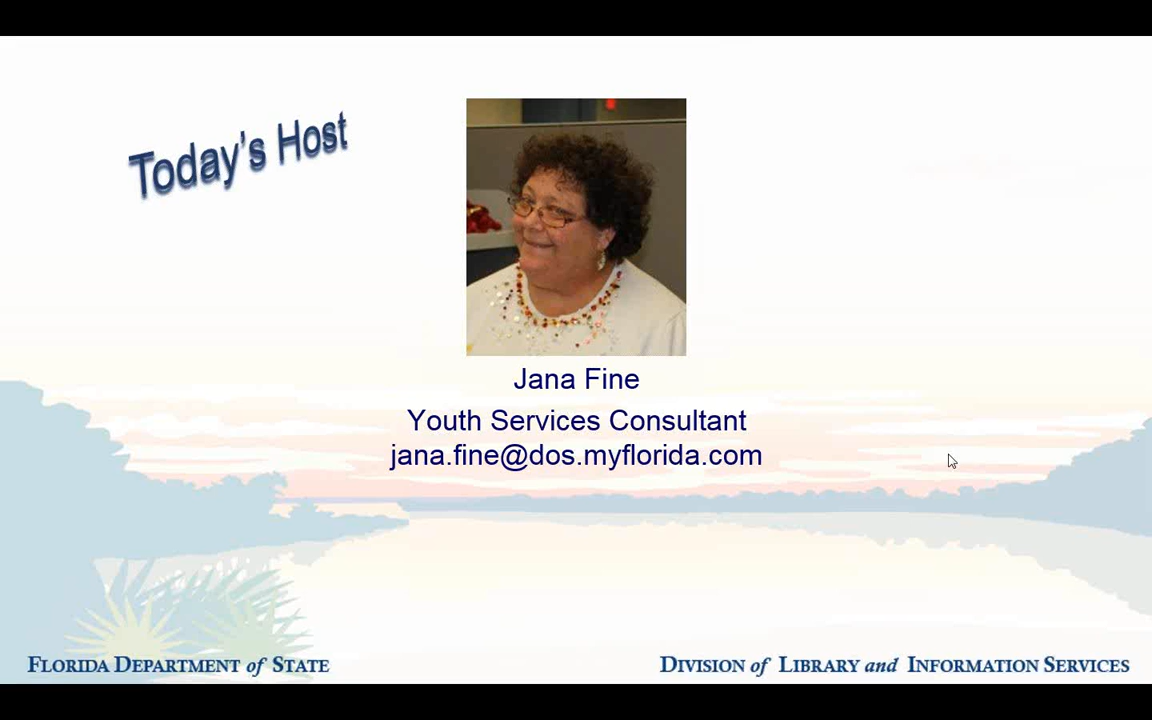 Today's Host
Jana Fine
Youth Services Consultant
jana.fine@dos.myflorida.com
FLORIDA DEPARTMENT of STATE
DIVISION of LIBRARY and INFORMATION SERVICES